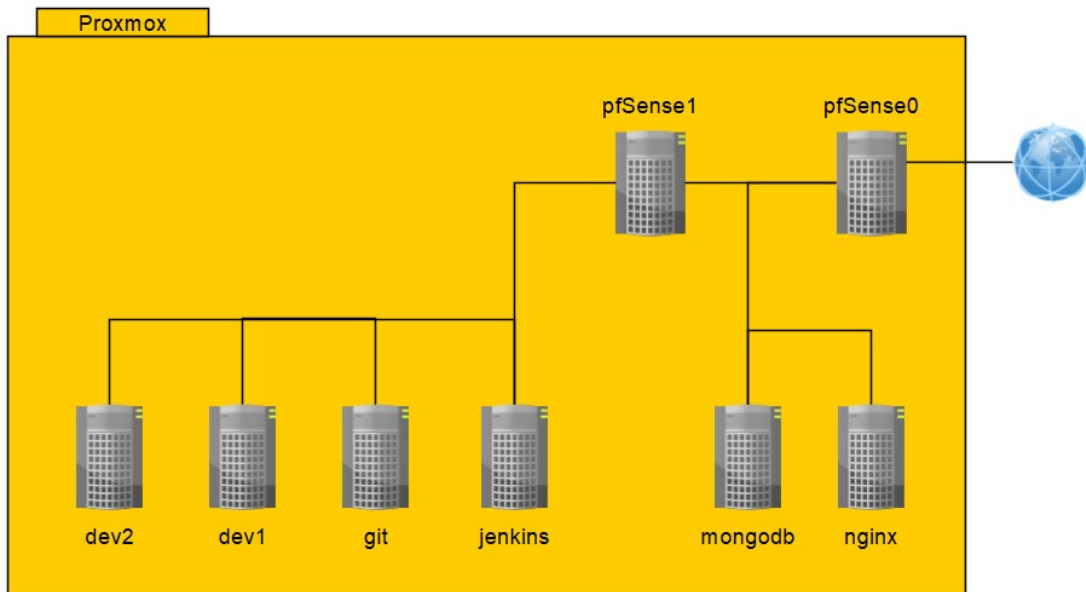 Proxmox
pfSense1
pfSense0
dev2
dev1
git
jenkins
mongodb
nginx